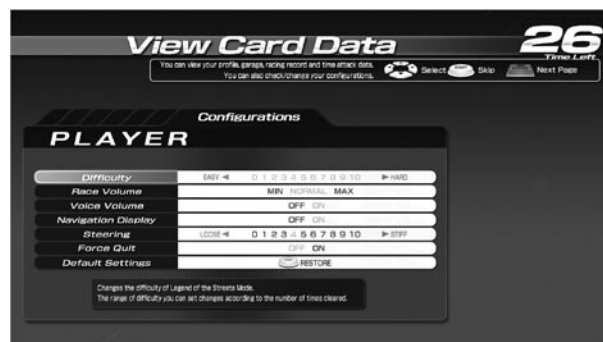 View Card Data
26
Time Left
You can view your profile, garage, racing record and time attack data.
You can also check/change your configurations.
Select Skip Next Page
Configurations
PLAYER
Difficulty EASY ◀ 0 1 2 3 4 5 6 7 8 9 10 ▶ HARD
Race Volume MIN NORMAL MAX
Voice Volume OFF ON
Navigation Display OFF ON
Steering LOOSE ◀ 0 1 2 3 4 5 6 7 8 9 10 ▶ STIFF
Force Quit OFF ON
Default Settings RESTORE
Changes the difficulty of Legend of the Streets Mode.
The range of difficulty you can set changes according to the number of times cleared.